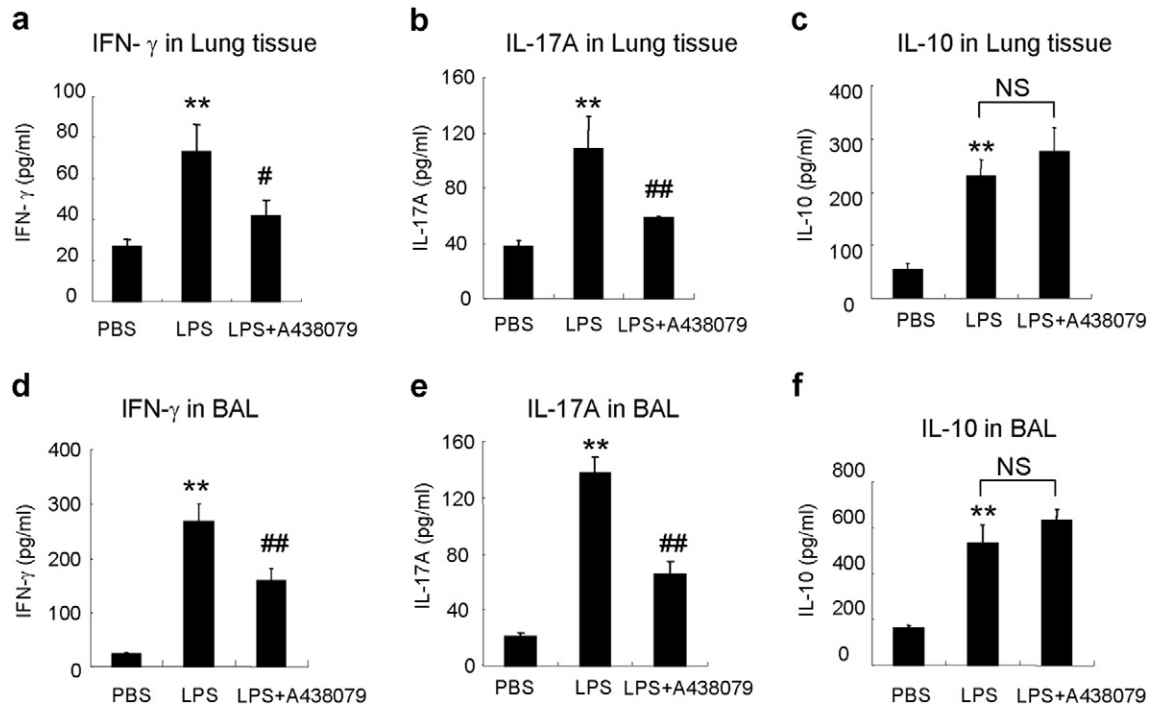 a
IFN- γ in Lung tissue
IFN- γ (pg/ml)
100
80
60
40
20
0
**
#
PBS LPS LPS+A438079
b
IL-17A in Lung tissue
IL-17A (pg/ml)
160
120
80
40
0
**
##
PBS LPS LPS+A438079
c
IL-10 in Lung tissue
IL-10 (pg/ml)
400
300
200
100
0
NS
**
PBS LPS LPS+A438079
d
IFN-γ in BAL
IFN-γ (pg/ml)
400
300
200
100
0
**
##
PBS LPS LPS+A438079
e
IL-17A in BAL
IL-17A (pg/ml)
160
120
80
40
0
**
##
PBS LPS LPS+A438079
f
IL-10 in BAL
IL-10 (pg/ml)
800
600
400
200
0
NS
**
PBS LPS LPS+A438079